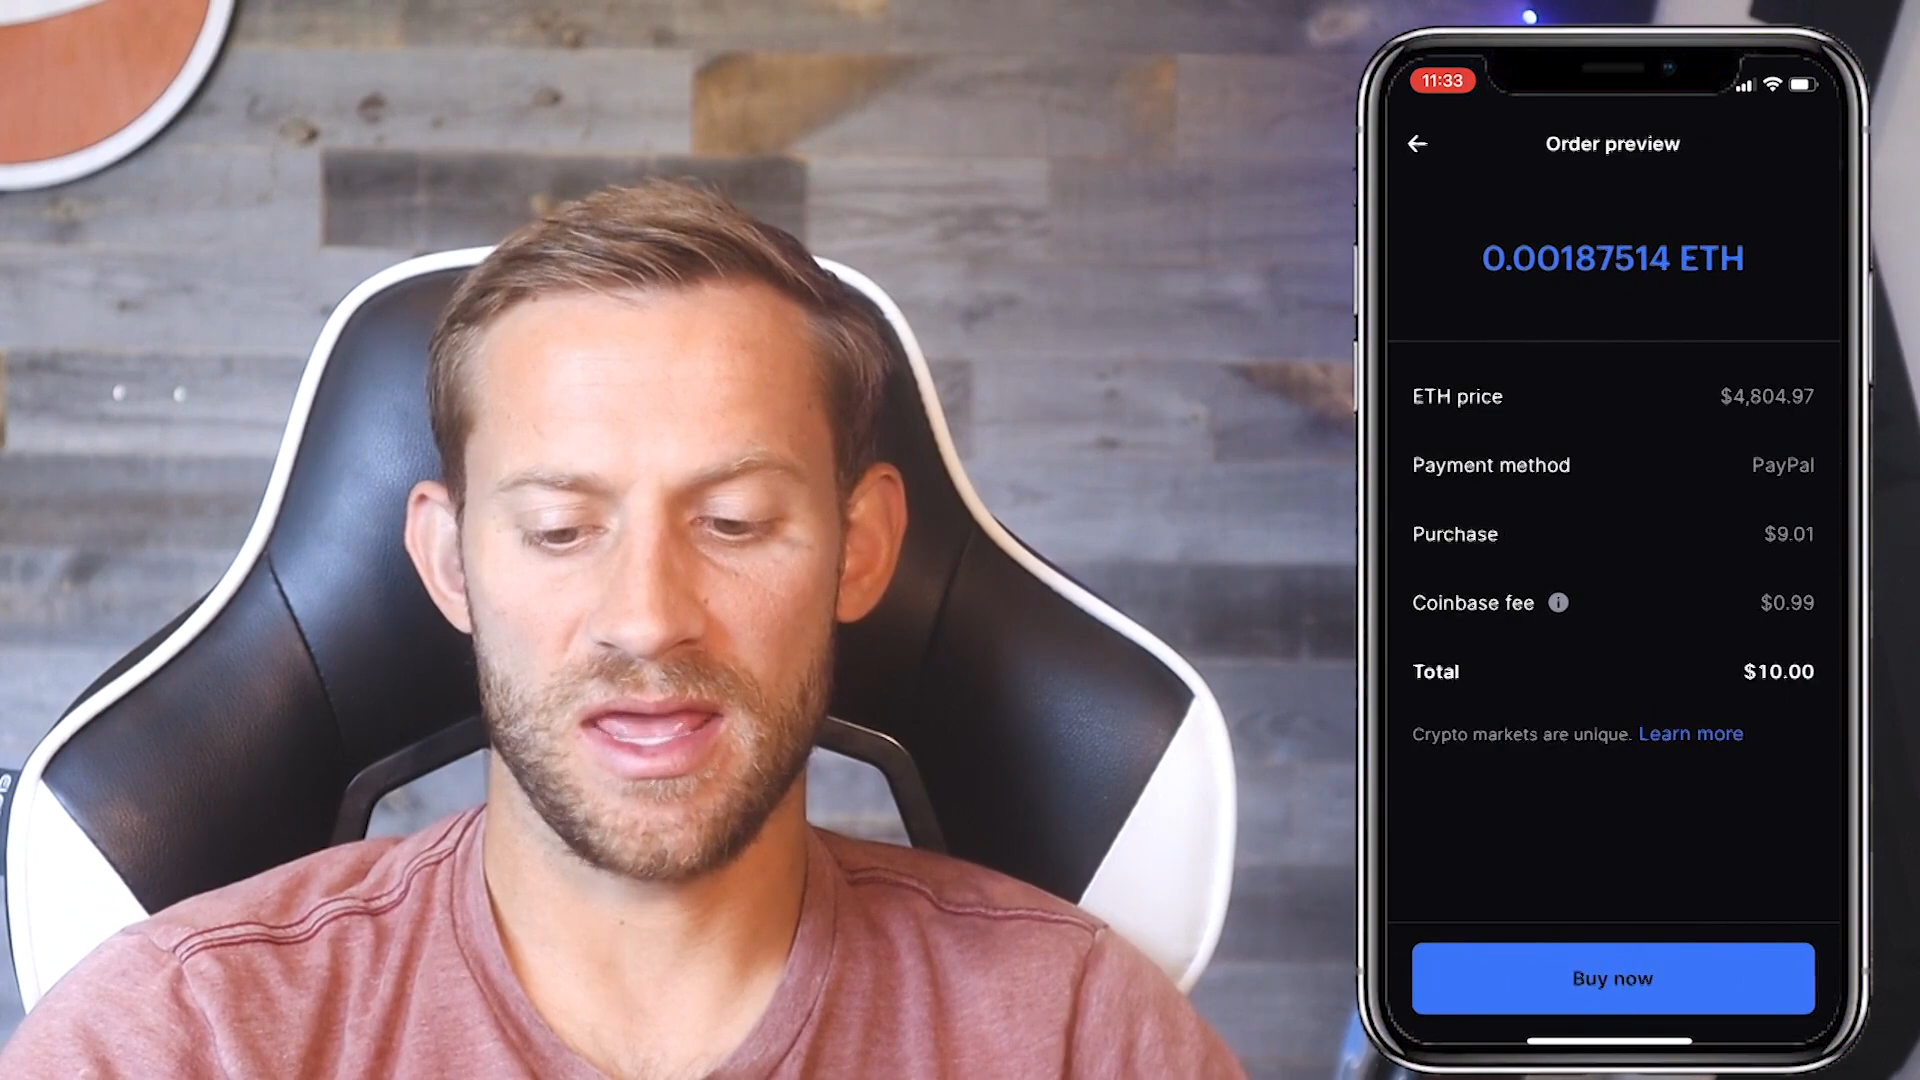 11:33
Order preview
0.00187514 ETH
ETH price $4,804.97
Payment method PayPal
Purchase $9.01
Coinbase fee $0.99
Total $10.00
Crypto markets are unique. Learn more
Buy now